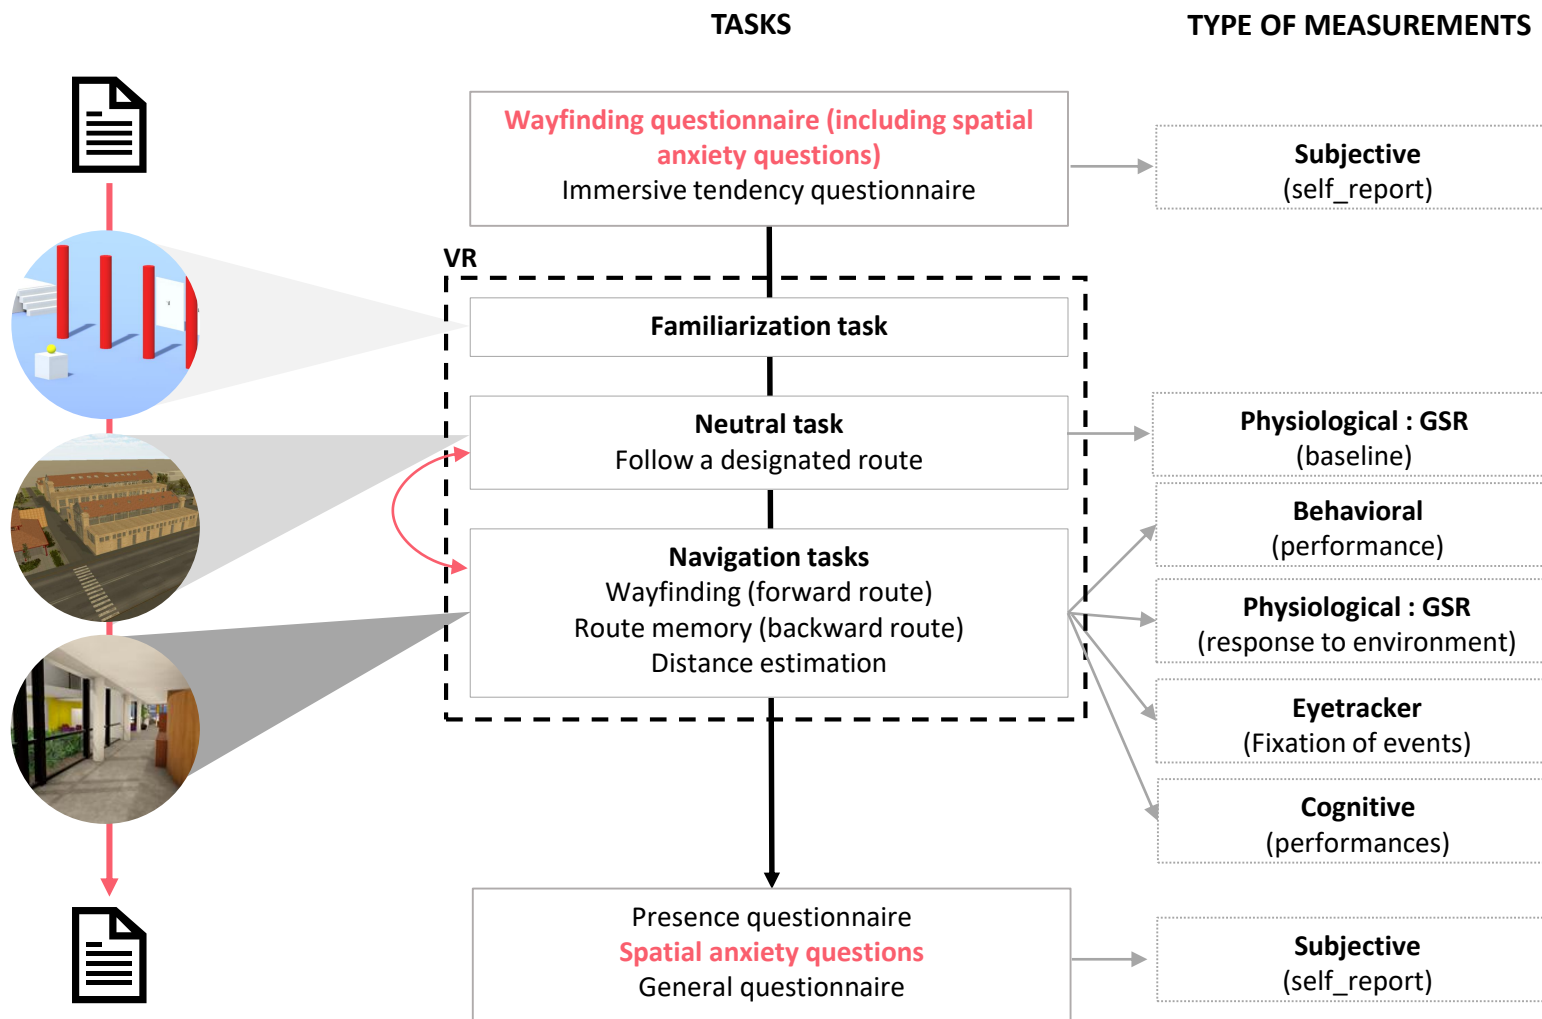 TASKS
TYPE OF MEASUREMENTS
Wayfinding questionnaire (including spatial
anxiety questions)
Immersive tendency questionnaire
Subjective
(self_report)
VR
Familiarization task
Neutral task
Follow a designated route
Physiological : GSR
(baseline)
Navigation tasks
Wayfinding (forward route)
Route memory (backward route)
Distance estimation
Behavioral
(performance)
Physiological : GSR
(response to environment)
Eyetracker
(Fixation of events)
Cognitive
(performances)
Presence questionnaire
Spatial anxiety questions
General questionnaire
Subjective
(self_report)